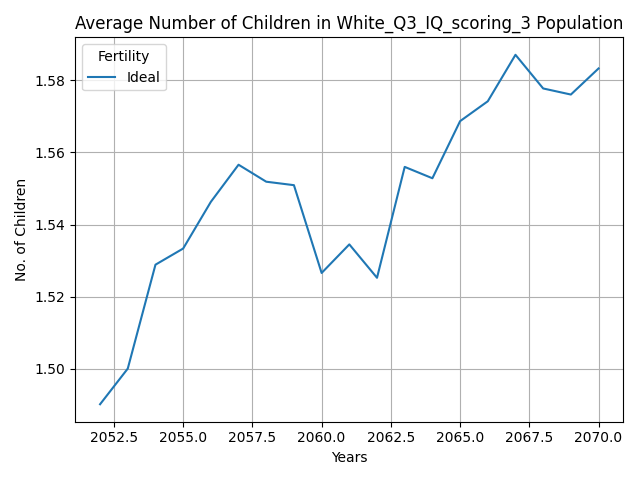 Average Number of Children in White_Q3_IQ_scoring_3 Population
Fertility
Ideal
1.58
1.56
1.54
1.52
1.50
No. of Children
2052.5 2055.0 2057.5 2060.0 2062.5 2065.0 2067.5 2070.0
Years